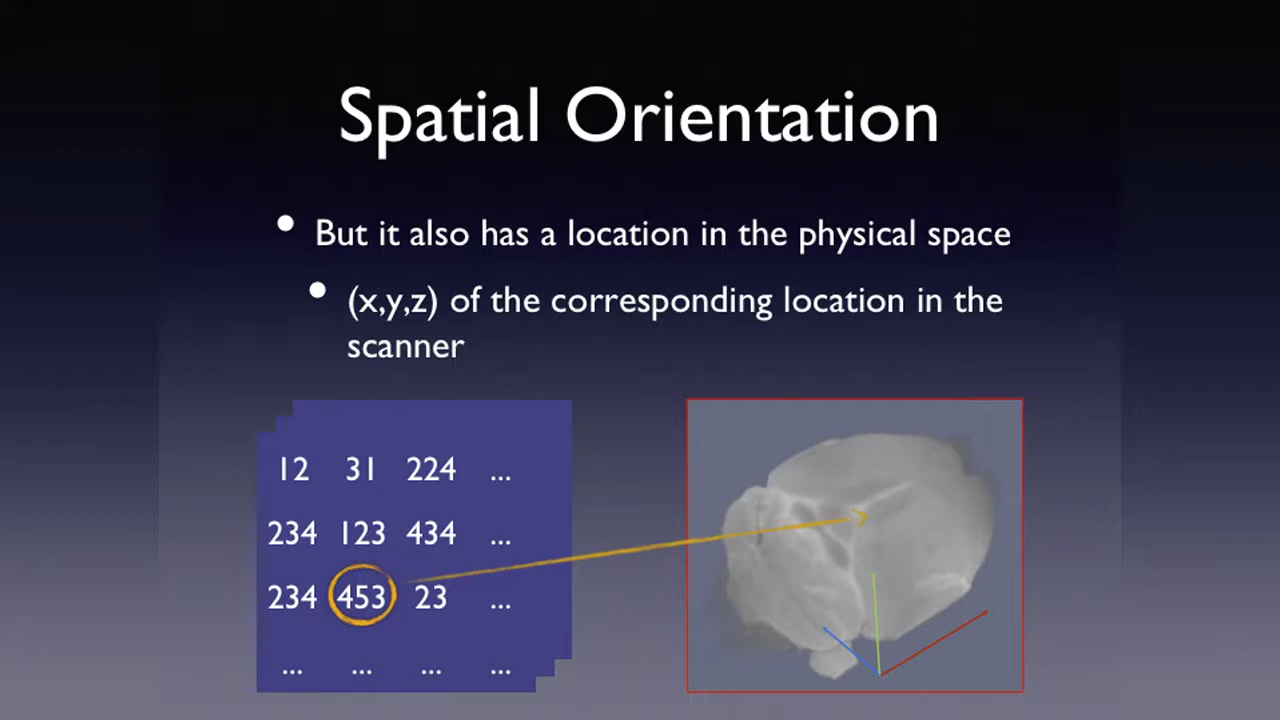 Spatial Orientation
• But it also has a location in the physical space
• (x,y,z) of the corresponding location in the
scanner
12 31 224 ...
234 123 434 ...
234 453 23 ...
... ... ... ...